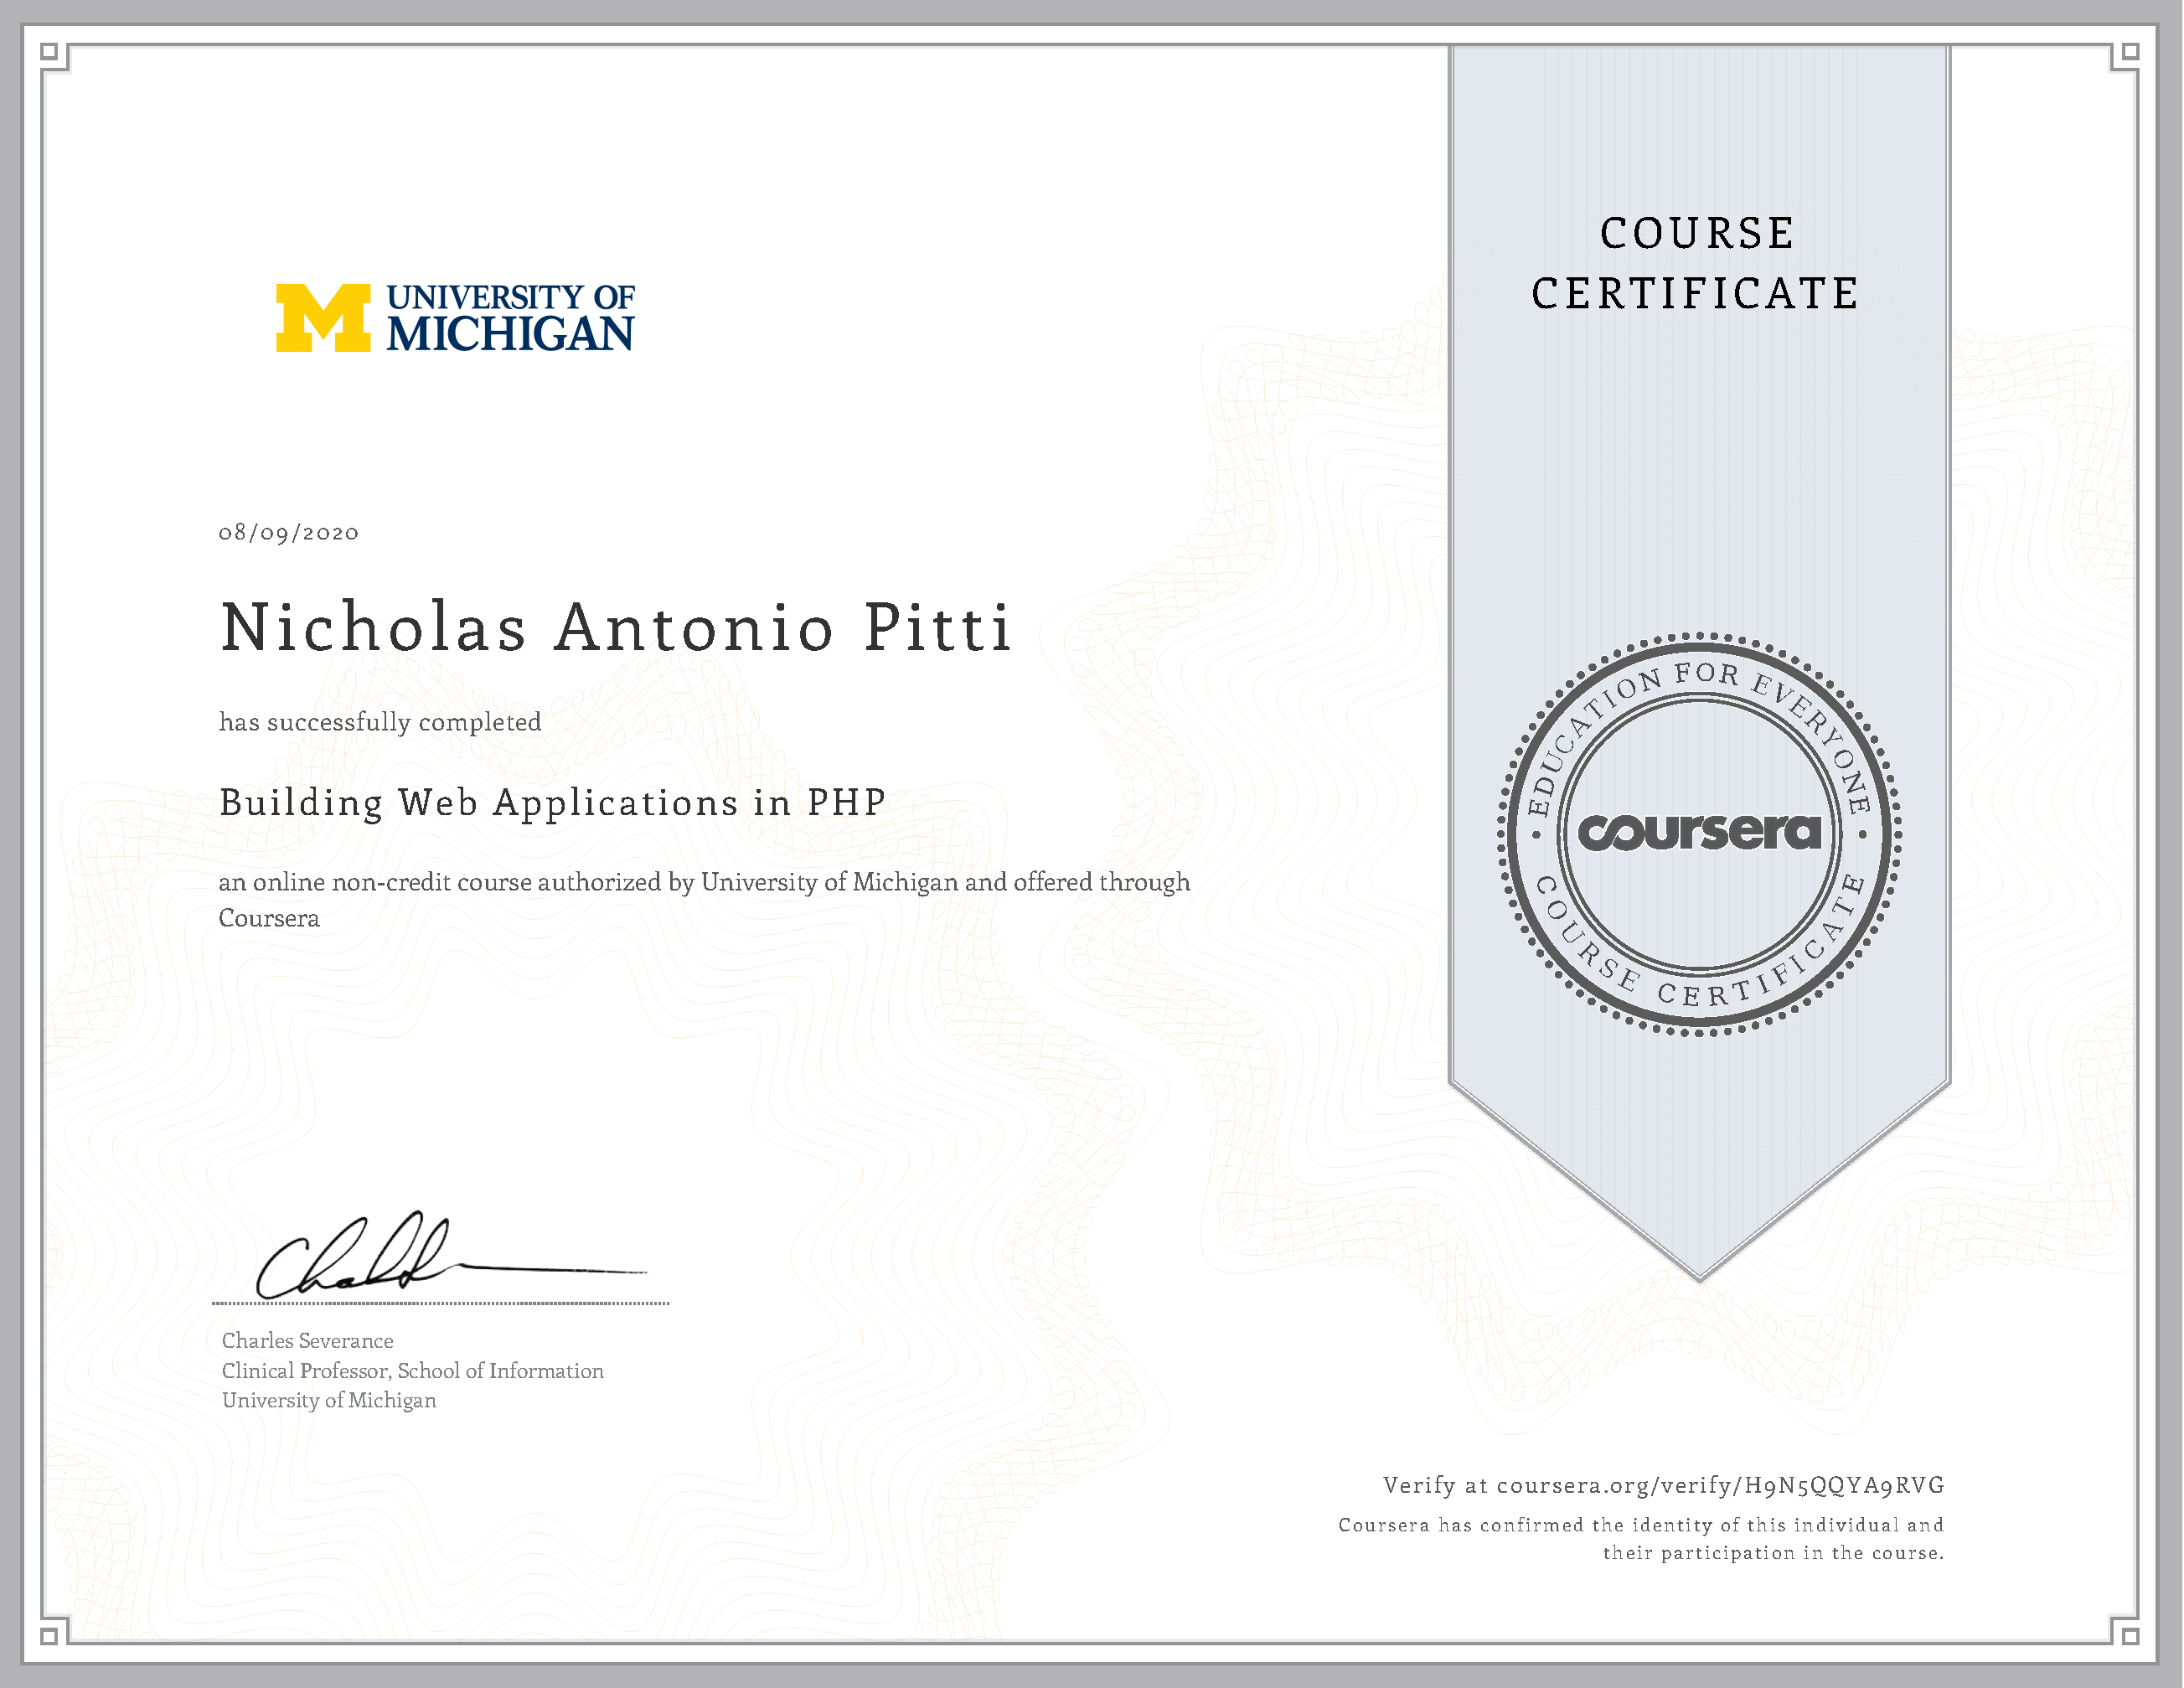 UNIVERSITY OF
MICHIGAN
COURSE
CERTIFICATE
08/09/2020
Nicholas Antonio Pitti
has successfully completed
Building Web Applications in PHP
an online non-credit course authorized by University of Michigan and offered through
Coursera
EDUCATION FOR EVERYONE
coursera
COURSE CERTIFICATE
Charles Severance
Clinical Professor, School of Information
University of Michigan
Verify at coursera.org/verify/H9N5QQYA9RVG
Coursera has confirmed the identity of this individual and
their participation in the course.